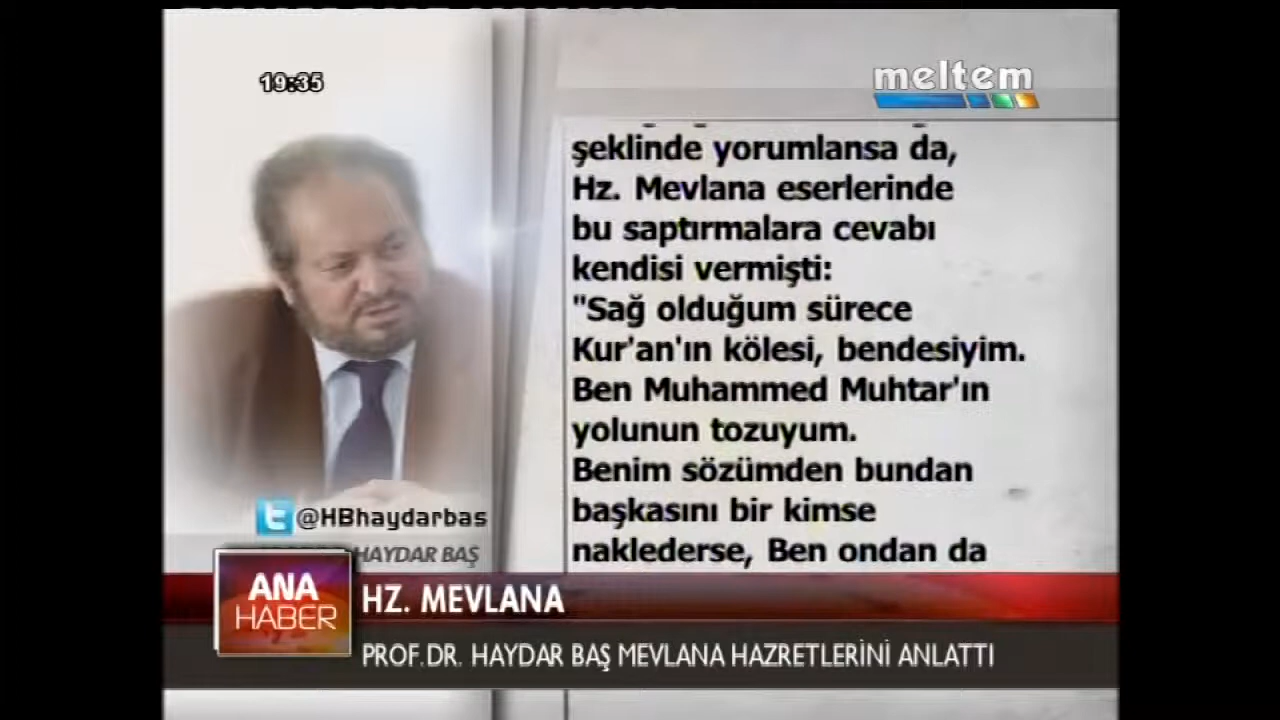 19:35
meltem
şeklinde yorumlansa da,
Hz. Mevlana eserlerinde
bu saptırmalara cevabı
kendisi vermişti:
"Sağ olduğum sürece
Kur'an'ın kölesi, bendesiyim.
Ben Muhammed Muhtar'ın
yolunun tozuyum.
Benim sözümden bundan
başkasını bir kimse
naklederse, Ben ondan da
@HBhaydarbas
HAYDAR BAŞ
ANA
HABER
HZ. MEVLANA
PROF.DR. HAYDAR BAŞ MEVLANA HAZRETLERİNİ ANLATTI